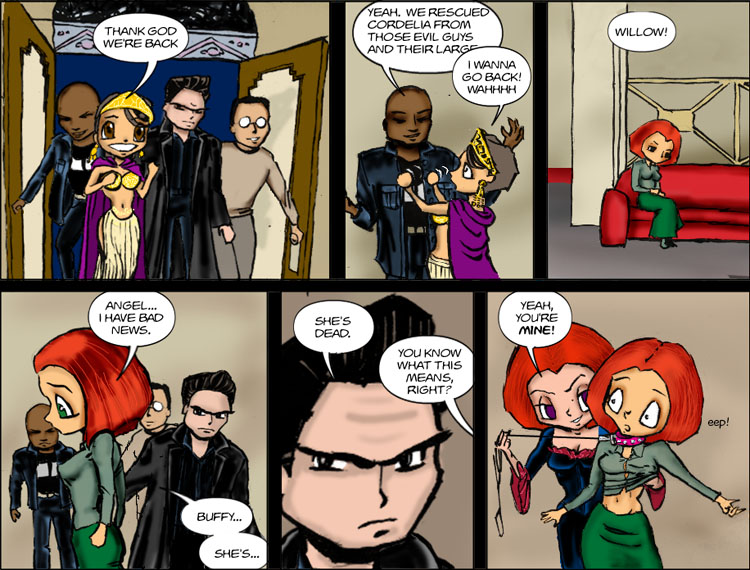 THANK GOD
WE'RE BACK
YEAH. WE RESCUED
CORDELIA FROM
THOSE EVIL GUYS
AND THEIR LARGE
I WANNA
GO BACK!
WAHHHH
WILLOW!
ANGEL...
I HAVE BAD
NEWS.
BUFFY...
SHE'S...
SHE'S
DEAD.
YOU KNOW
WHAT THIS
MEANS,
RIGHT?
YEAH,
YOU'RE
MINE!
eep!